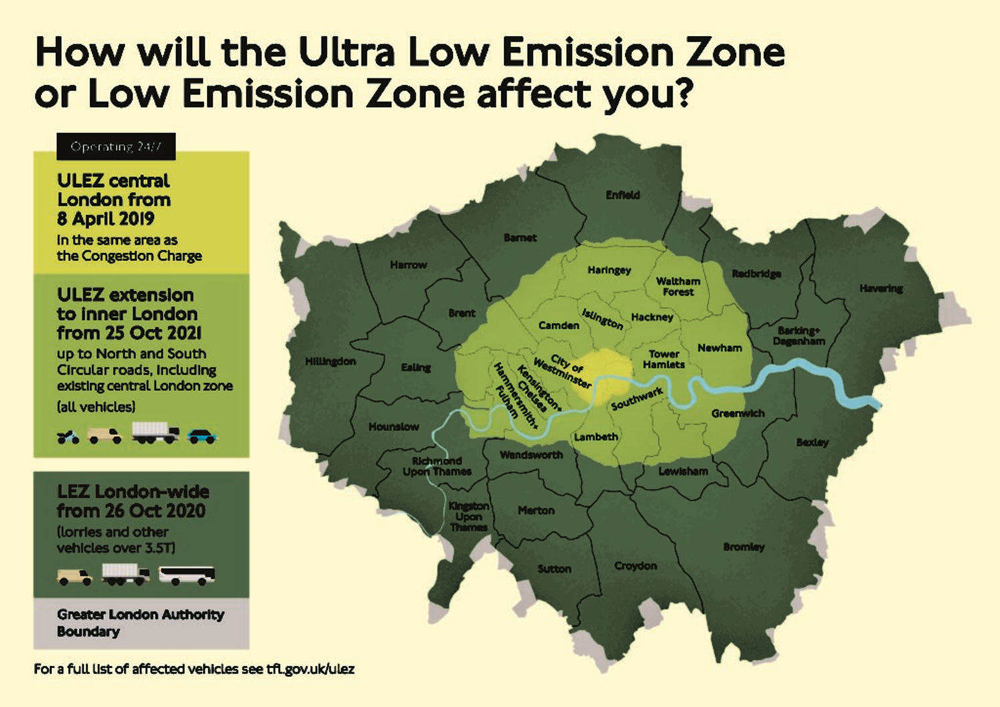 How will the Ultra Low Emission Zone
or Low Emission Zone affect you?
Operating 24/7
ULEZ central
London from
8 April 2019
in the same area as
the Congestion Charge
ULEZ extension
to inner London
from 25 Oct 2021
up to North and South
Circular roads, including
existing central London zone
(all vehicles)
LEZ London-wide
from 26 Oct 2020
(lorries and other
vehicles over 3.5T)
Greater London Authority
Boundary
For a full list of affected vehicles see tfl.gov.uk/ulez
Enfield
Barnet
Harrow
Haringey
Waltham
Forest
Redbridge
Havering
Brent
Camden
Islington
Hackney
Barking+
Dagenham
Hillingdon
Ealing
Hammersmith+
Fulham
Kensington+
Chelsea
City of
Westminster
Tower
Hamlets
Newham
Southwark
Greenwich
Hounslow
Lambeth
Bexley
Richmond
Upon Thames
Wandsworth
Lewisham
Kingston
Upon
Thames
Merton
Bromley
Sutton
Croydon